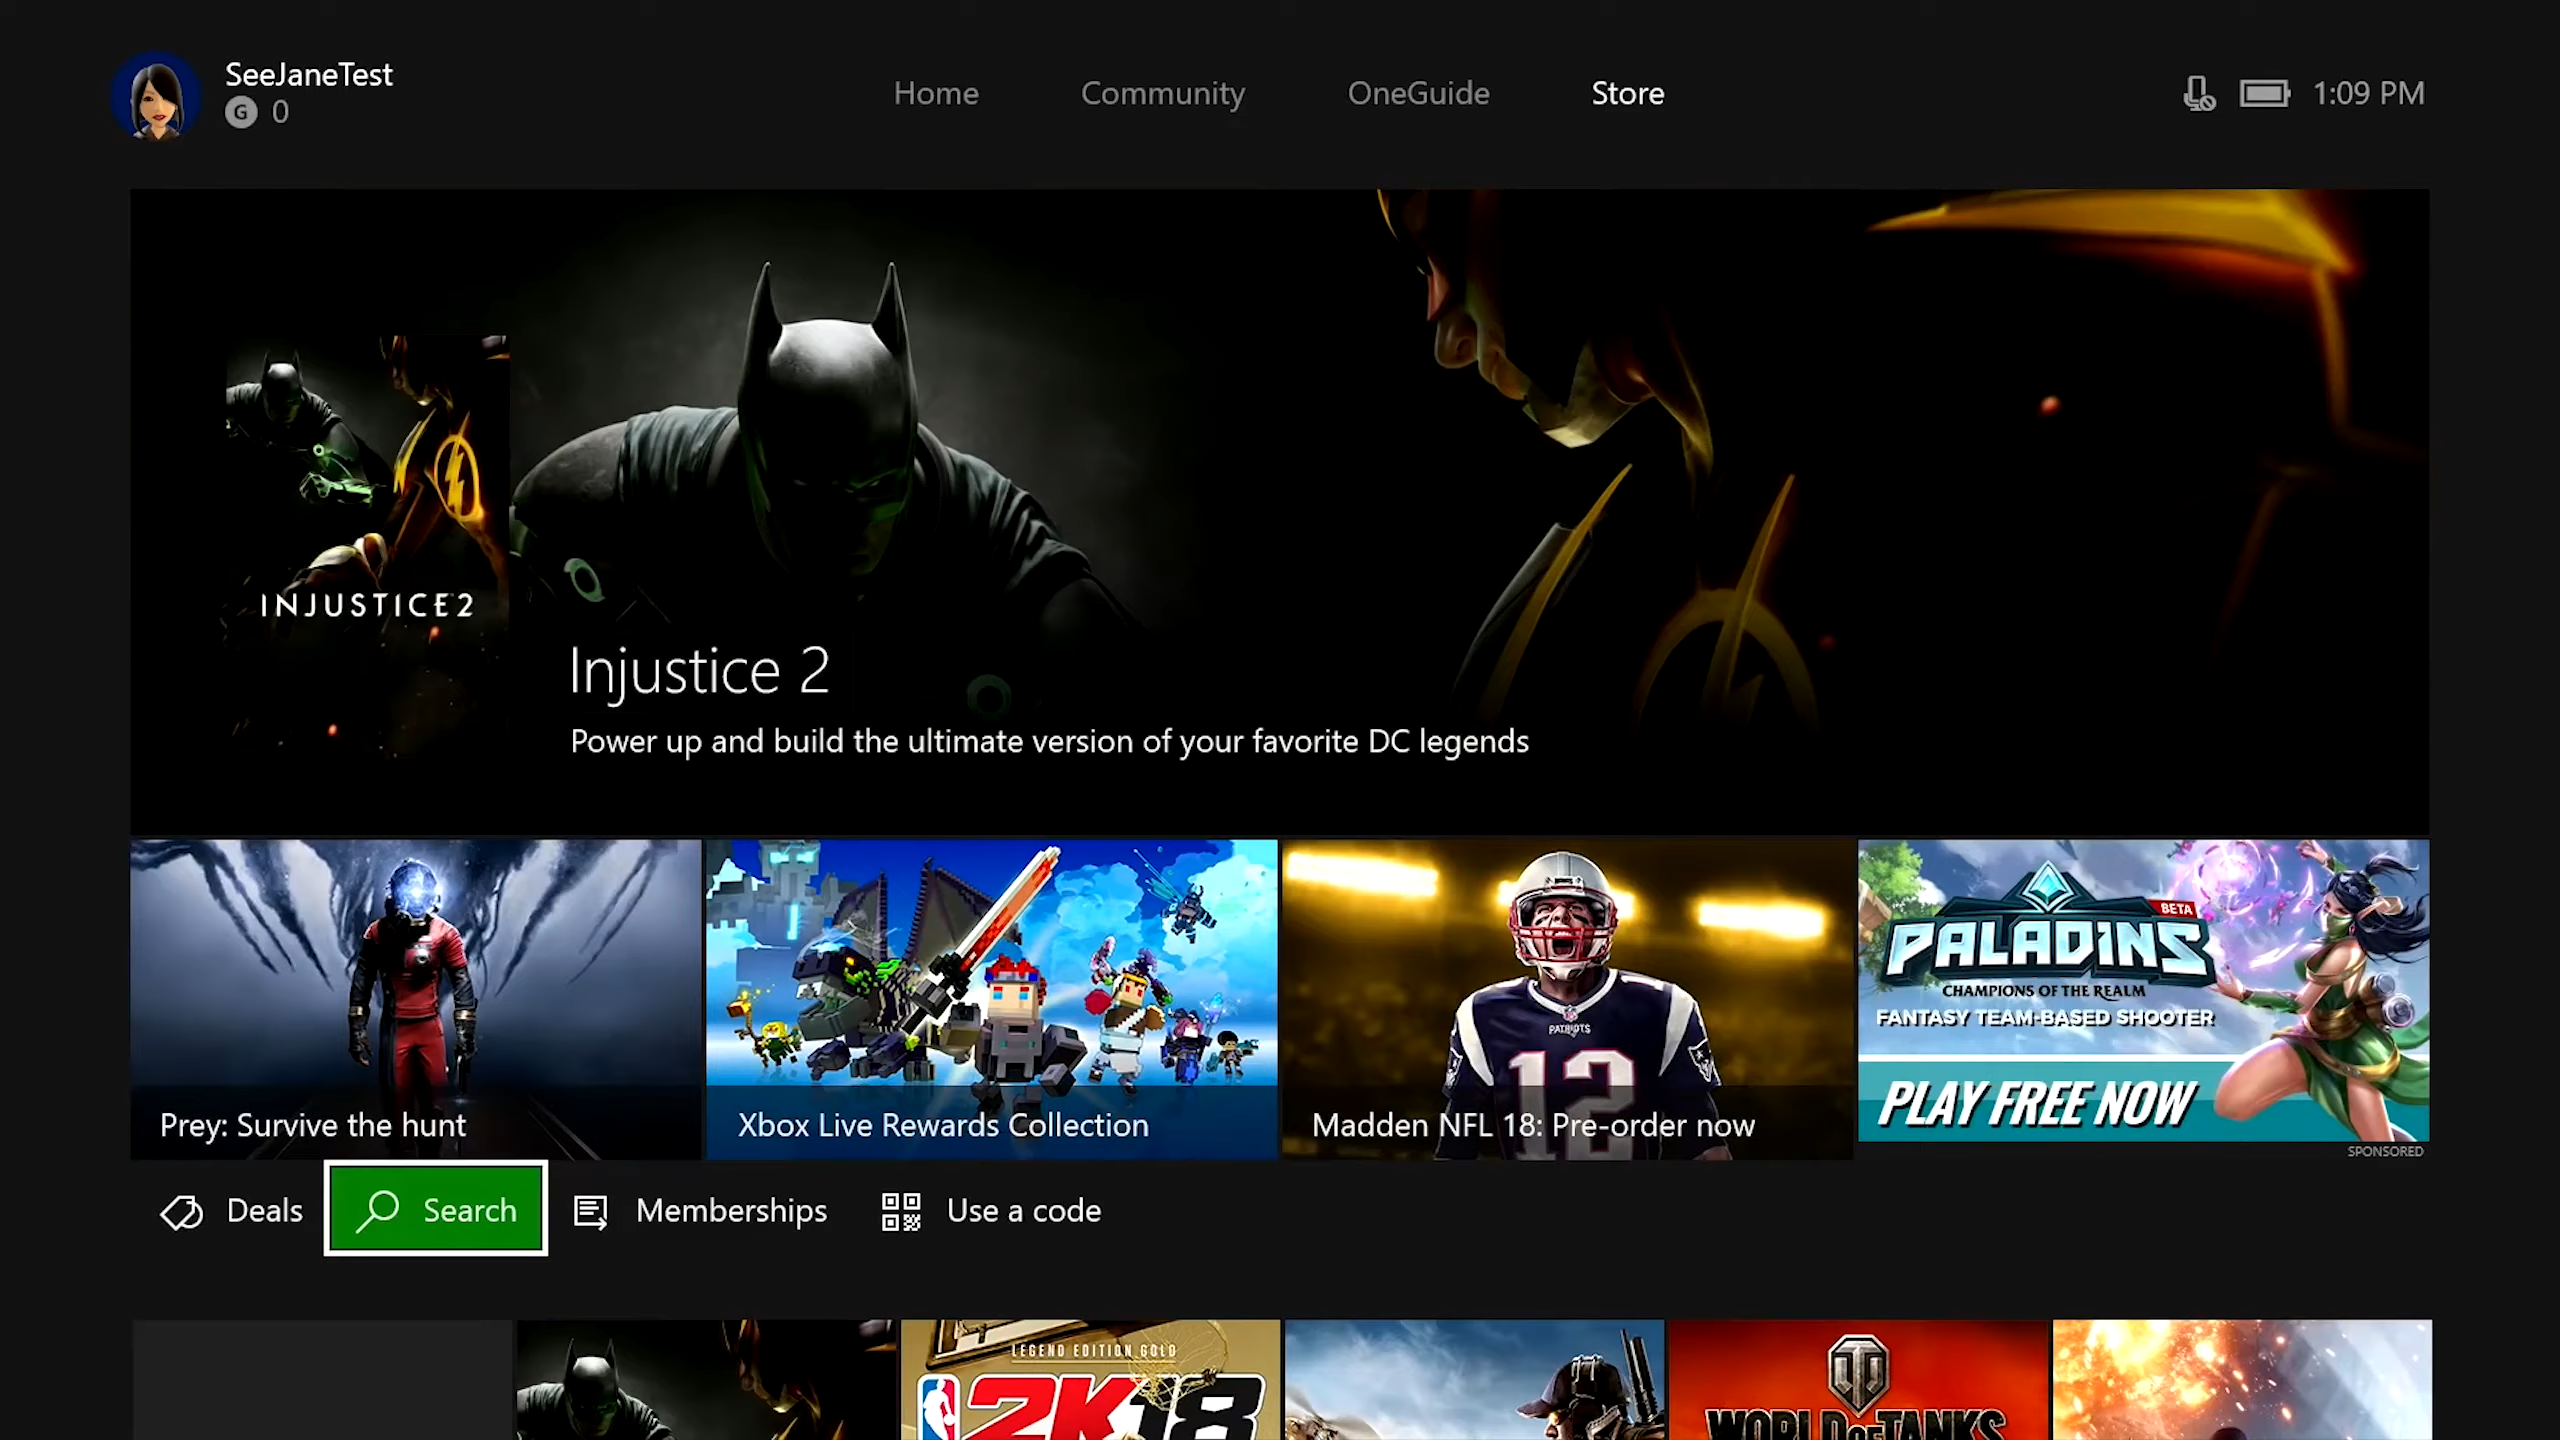 SeeJaneTest
G 0
Home
Community
OneGuide
Store
1:09 PM
INJUSTICE 2
Injustice 2
Power up and build the ultimate version of your favorite DC legends
Prey: Survive the hunt
Xbox Live Rewards Collection
PATRIOTS
12
Madden NFL 18: Pre-order now
BETA
PALADINS
CHAMPIONS OF THE REALM
FANTASY TEAM-BASED SHOOTER
PLAY FREE NOW
SPONSORED
Deals
Search
Memberships
Use a code
LEGEND EDITION GOLD
2K18
WORLD OF TANKS